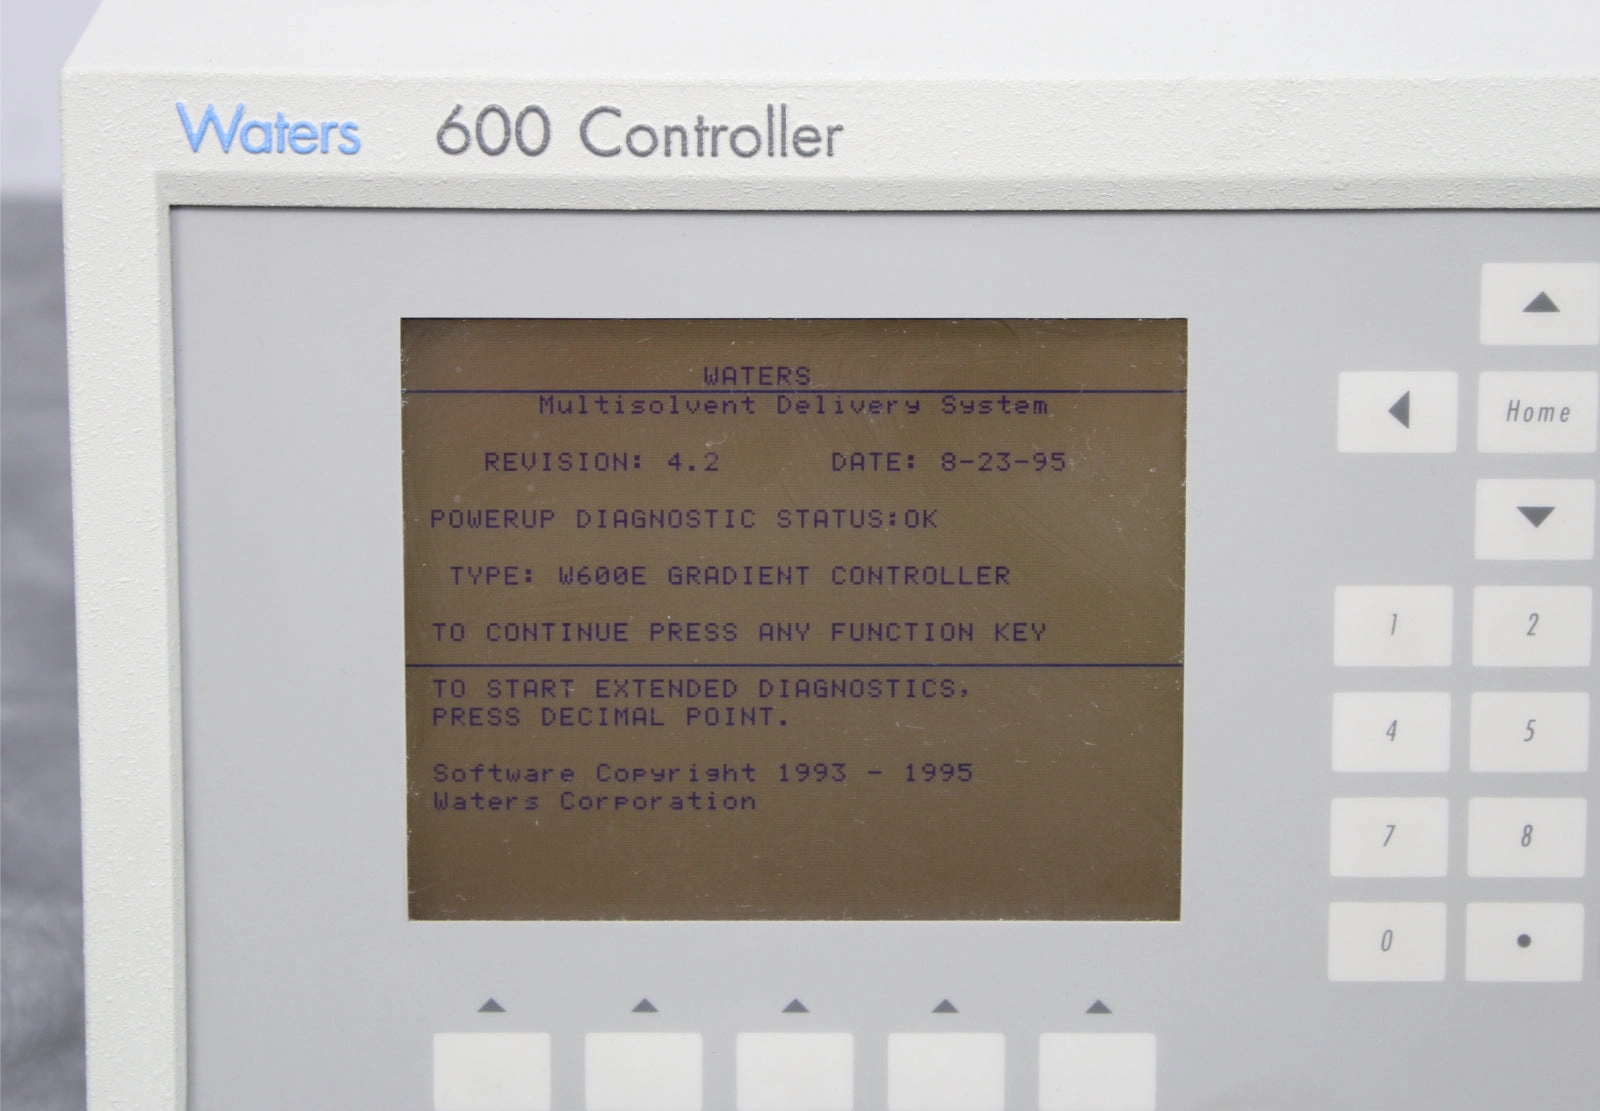 Waters 600 Controller
WATERS
Multisolvent Delivery System
REVISION: 4.2 DATE: 8-23-95
POWERUP DIAGNOSTIC STATUS:OK
TYPE: W600E GRADIENT CONTROLLER
TO CONTINUE PRESS ANY FUNCTION KEY
TO START EXTENDED DIAGNOSTICS,
PRESS DECIMAL POINT.
Software Copyright 1993 - 1995
Waters Corporation
Home
1 2
4 5
7 8
0 •